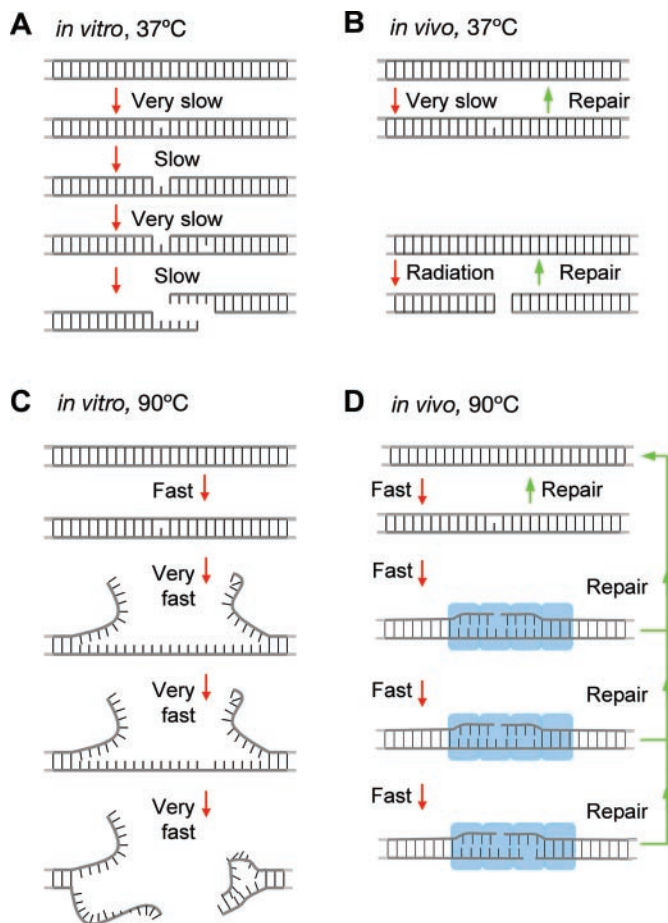 A in vitro, 37ºC
Very slow
Slow
Very slow
Slow
B in vivo, 37ºC
Very slow Repair
Radiation Repair
C in vitro, 90ºC
Fast
Very
fast
Very
fast
Very
fast
D in vivo, 90ºC
Fast Repair
Fast Repair
Fast Repair
Fast Repair